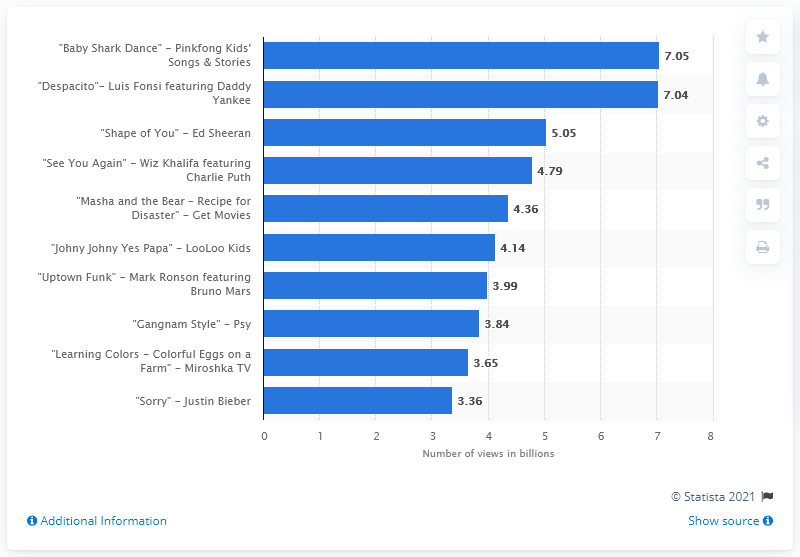 "Baby Shark Dance" – Pinkfong Kids'
Songs & Stories
7.05
"Despacito"– Luis Fonsi featuring Daddy
Yankee
7.04
"Shape of You" – Ed Sheeran
5.05
"See You Again" – Wiz Khalifa featuring
Charlie Puth
4.79
"Masha and the Bear – Recipe for
Disaster" – Get Movies
4.36
"Johny Johny Yes Papa" – LooLoo Kids
4.14
"Uptown Funk" – Mark Ronson featuring
Bruno Mars
3.99
"Gangnam Style" – Psy
3.84
"Learning Colors – Colorful Eggs on a
Farm" – Miroshka TV
3.65
"Sorry" – Justin Bieber
3.36
0 1 2 3 4 5 6 7 8
Number of views in billions
© Statista 2021
Additional Information
Show source